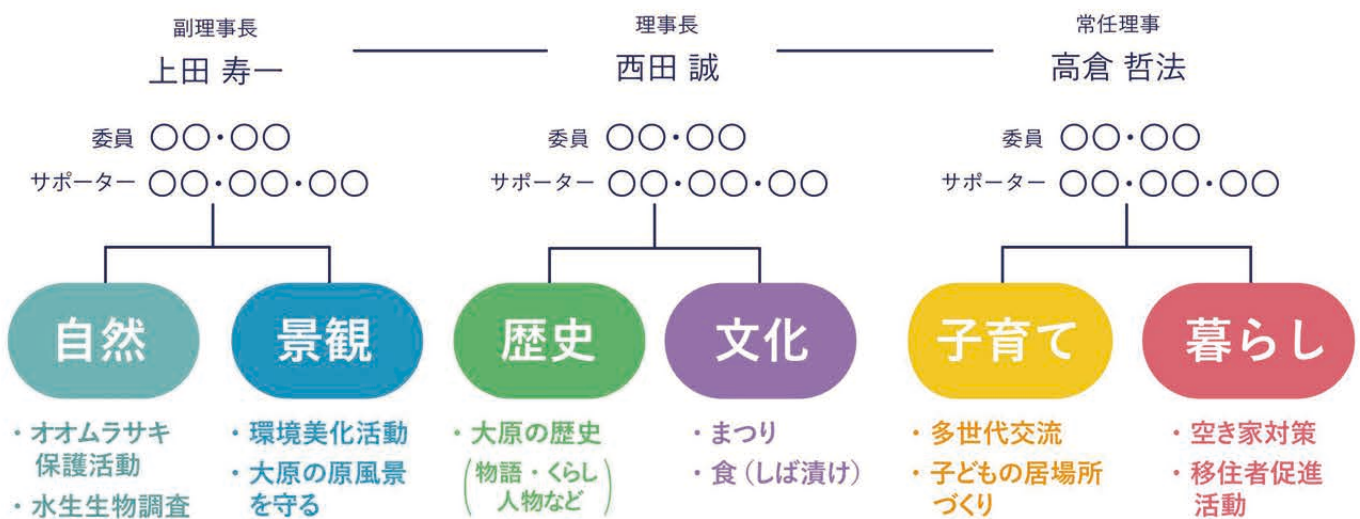 副理事長
上田 寿一
理事長
西田 誠
常任理事
高倉 哲法
委員 〇〇・〇〇
サポーター 〇〇・〇〇・〇〇
委員 〇〇・〇〇
サポーター 〇〇・〇〇・〇〇
委員 〇〇・〇〇
サポーター 〇〇・〇〇・〇〇
自然
・オオムラサキ
保護活動
・水生生物調査
景観
・環境美化活動
・大原の原風景
を守る
歴史
・大原の歴史
(物語・くらし
人物など)
文化
・まつり
・食(しば漬け)
子育て
・多世代交流
・子どもの居場所
づくり
暮らし
・空き家対策
・移住者促進
活動